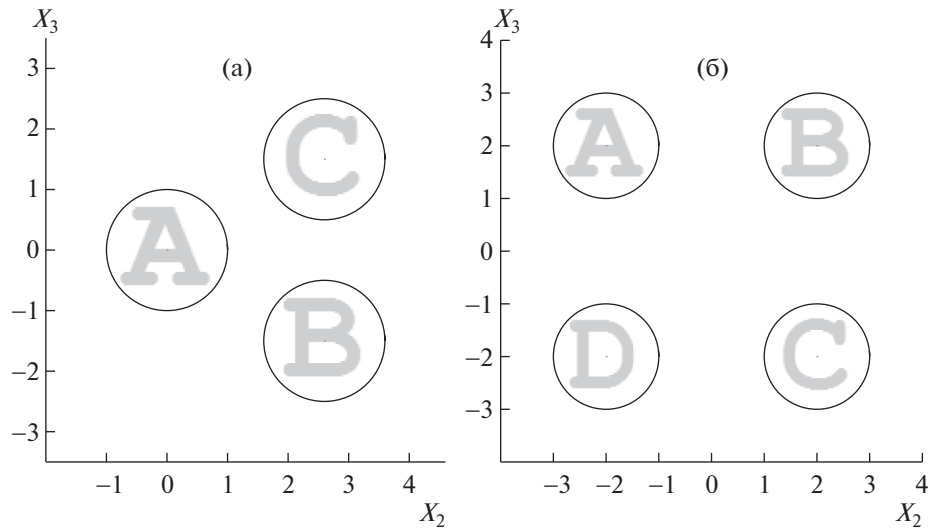 X3 X3
(a) (б)
4
3 3
2 C 2 A B
1 1
0 A 0
–1 –1
–2 B –2 D C
–3 –3
–1 0 1 2 3 4 –3 –2 –1 0 1 2 3 4
X2 X2